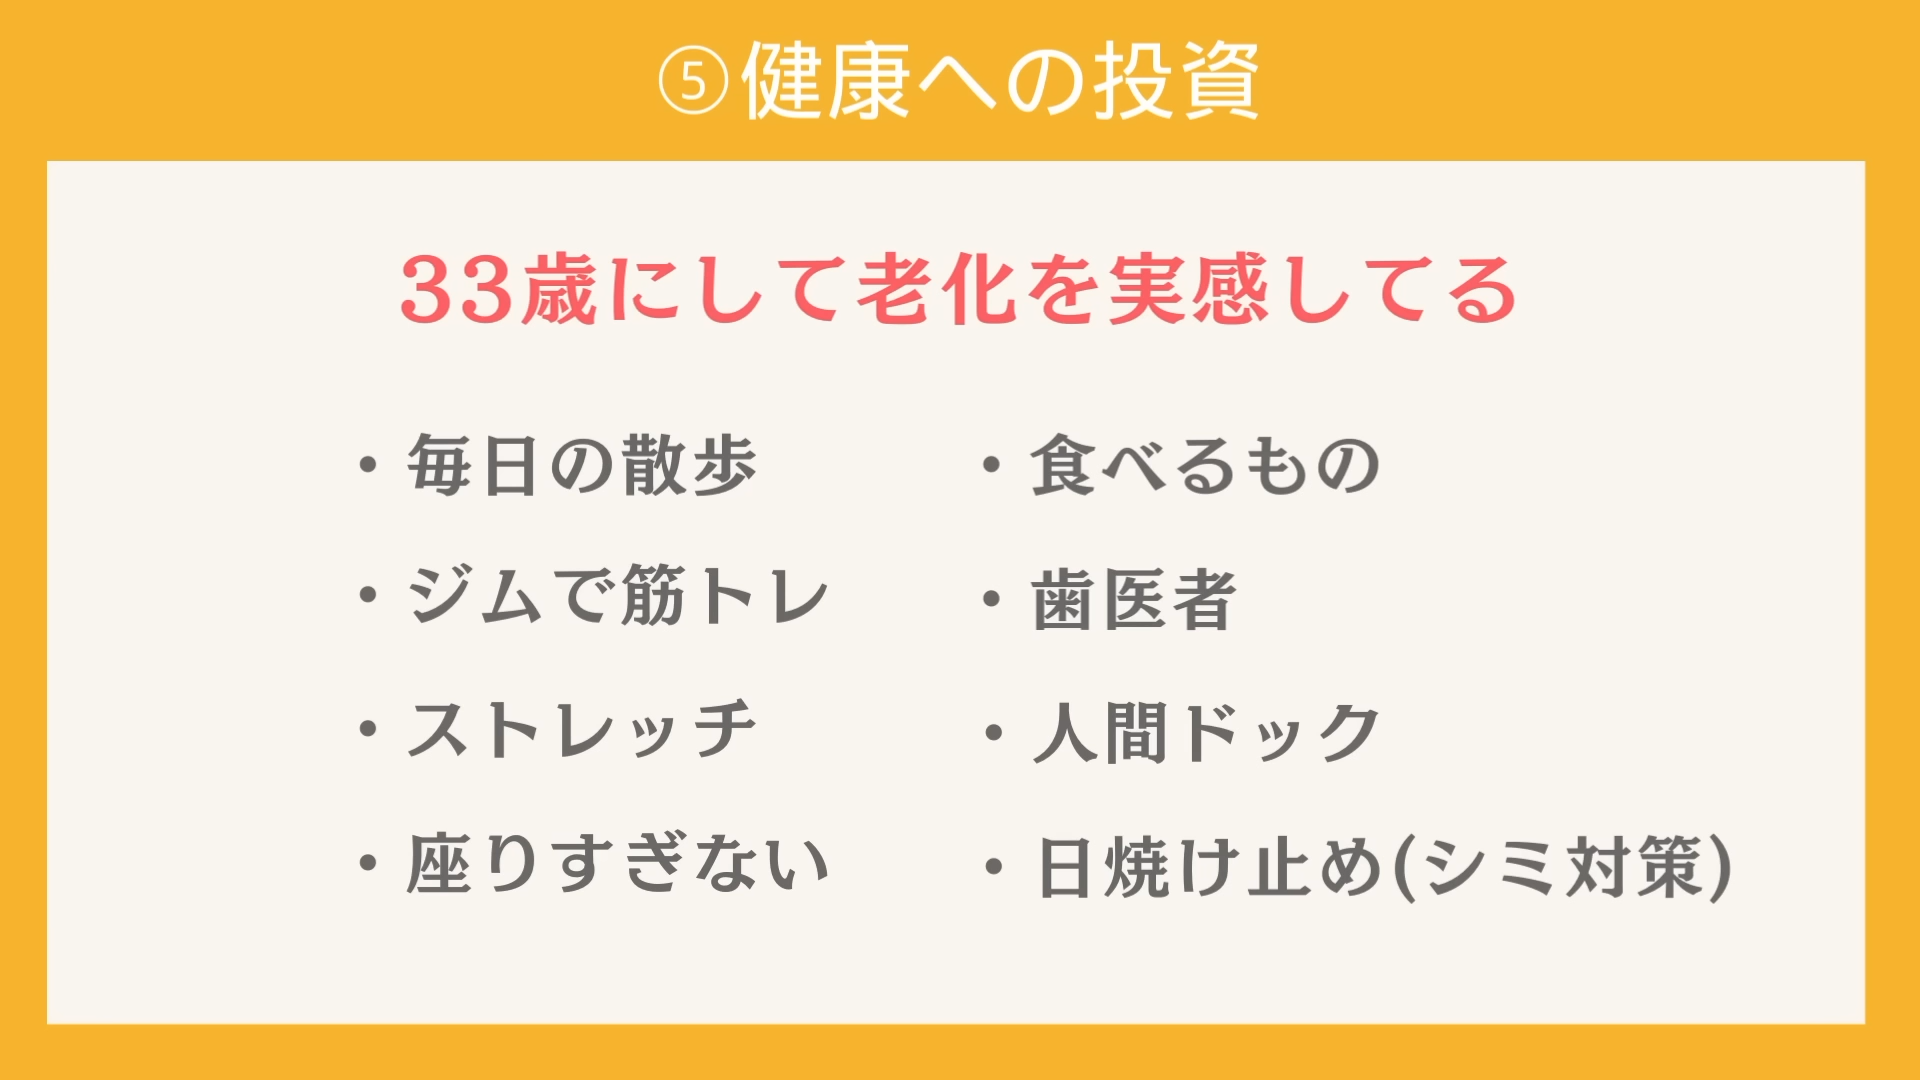 ⑤健康への投資
33歳にして老化を実感してる
・毎日の散歩
・ジムで筋トレ
・ストレッチ
・座りすぎない
・食べるもの
・歯医者
・人間ドック
・日焼け止め(シミ対策)